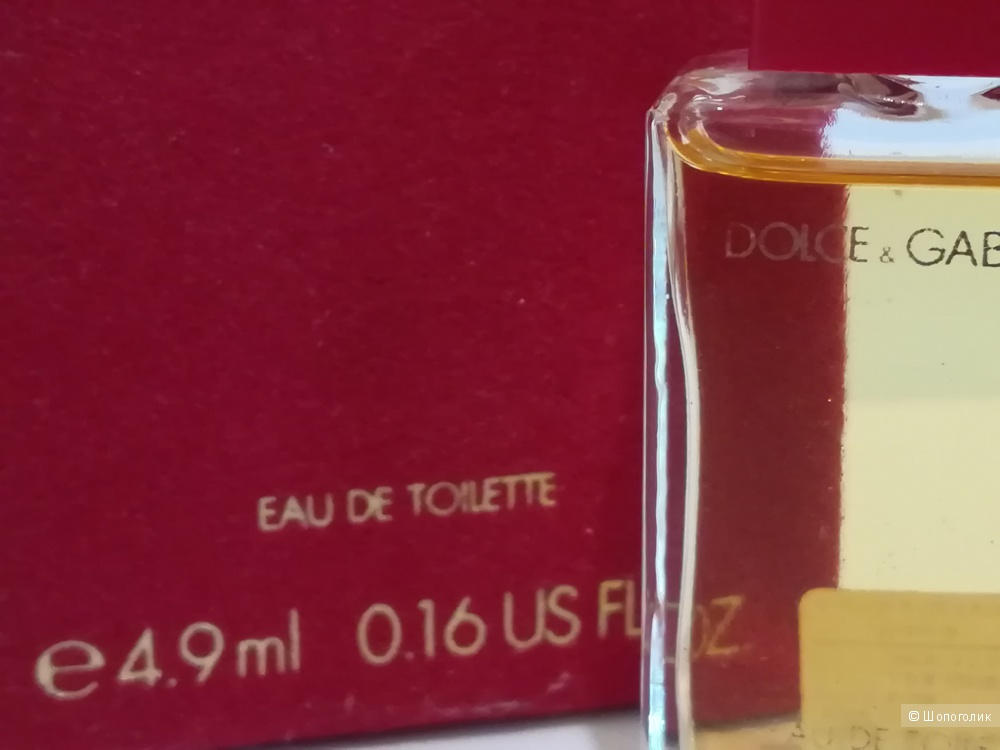 DOLCE & GAB
EAU DE TOILETTE
e 4.9 ml 0.16 US FL OZ
© Шопоголик